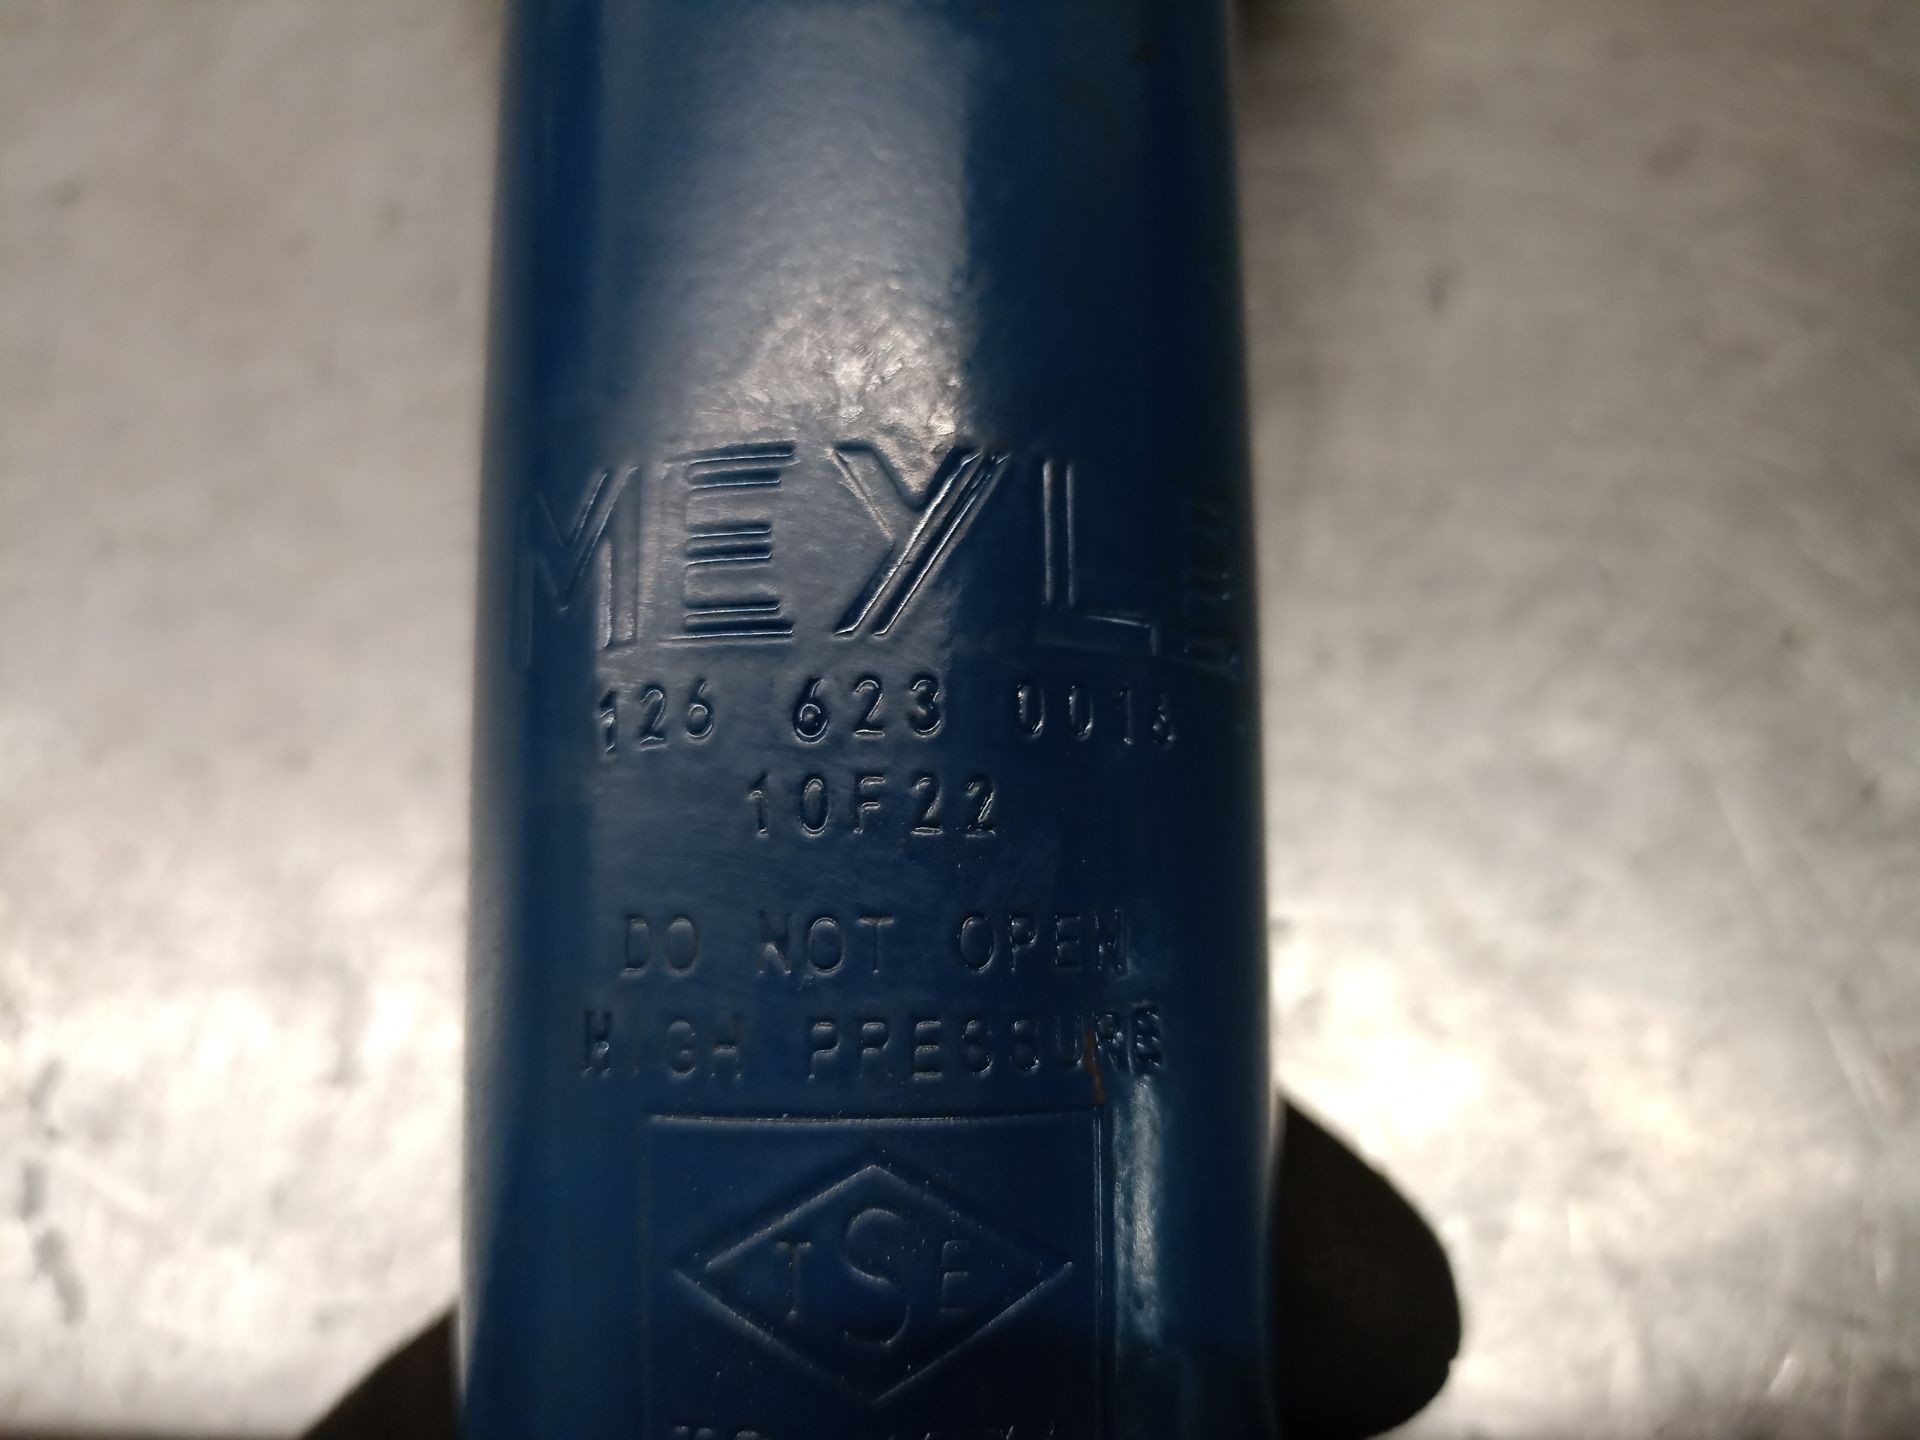 MEYLE
126 623 0016
10F22
DO NOT OPEN
HIGH PRESSURE
TSE